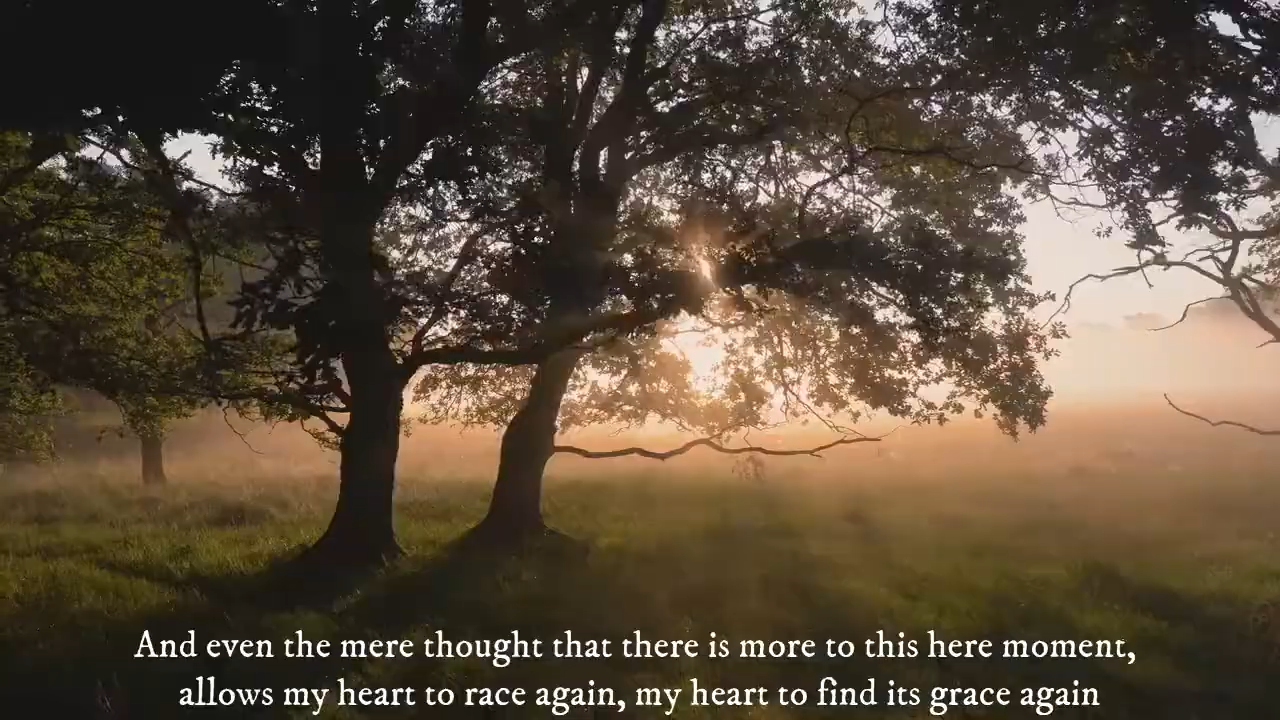 And even the mere thought that there is more to this here moment,
allows my heart to race again, my heart to find its grace again